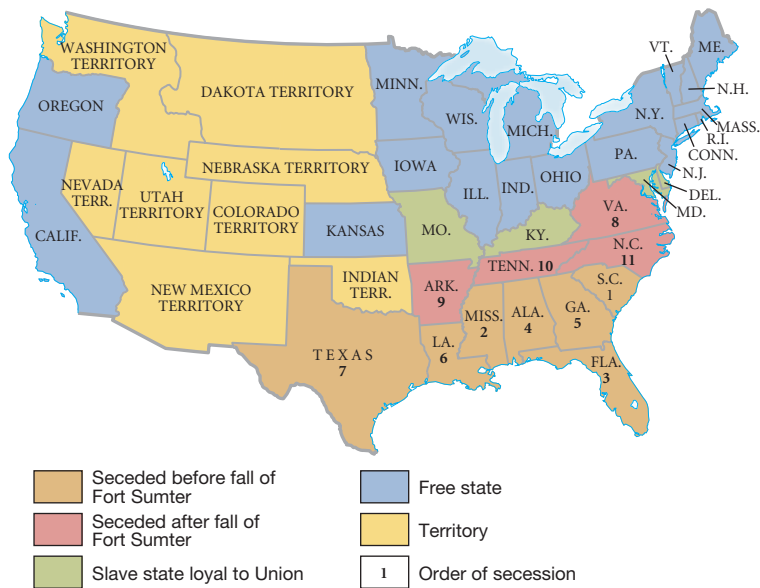 WASHINGTON
TERRITORY
OREGON
CALIF.
NEVADA
TERR.
UTAH
TERRITORY
DAKOTA TERRITORY
NEBRASKA TERRITORY
COLORADO
TERRITORY
NEW MEXICO
TERRITORY
KANSAS
INDIAN
TERR.
TEXAS
7
MINN.
IOWA
WIS.
MICH.
ILL.
IND.
OHIO
MO.
KY.
ARK.
9
LA.
6
MISS.
2
ALA.
4
GA.
5
FLA.
3
S.C.
1
N.C.
11
TENN. 10
VA.
8
PA.
N.Y.
VT.
ME.
N.H.
MASS.
R.I.
CONN.
N.J.
DEL.
MD.
Seceded before fall of
Fort Sumter
Seceded after fall of
Fort Sumter
Slave state loyal to Union
Free state
Territory
1 Order of secession